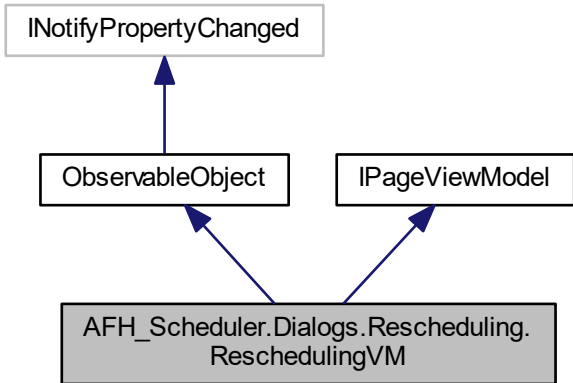 INotifyPropertyChanged
ObservableObject
IPageViewModel
AFH_Scheduler.Dialogs.Rescheduling.
ReschedulingVM